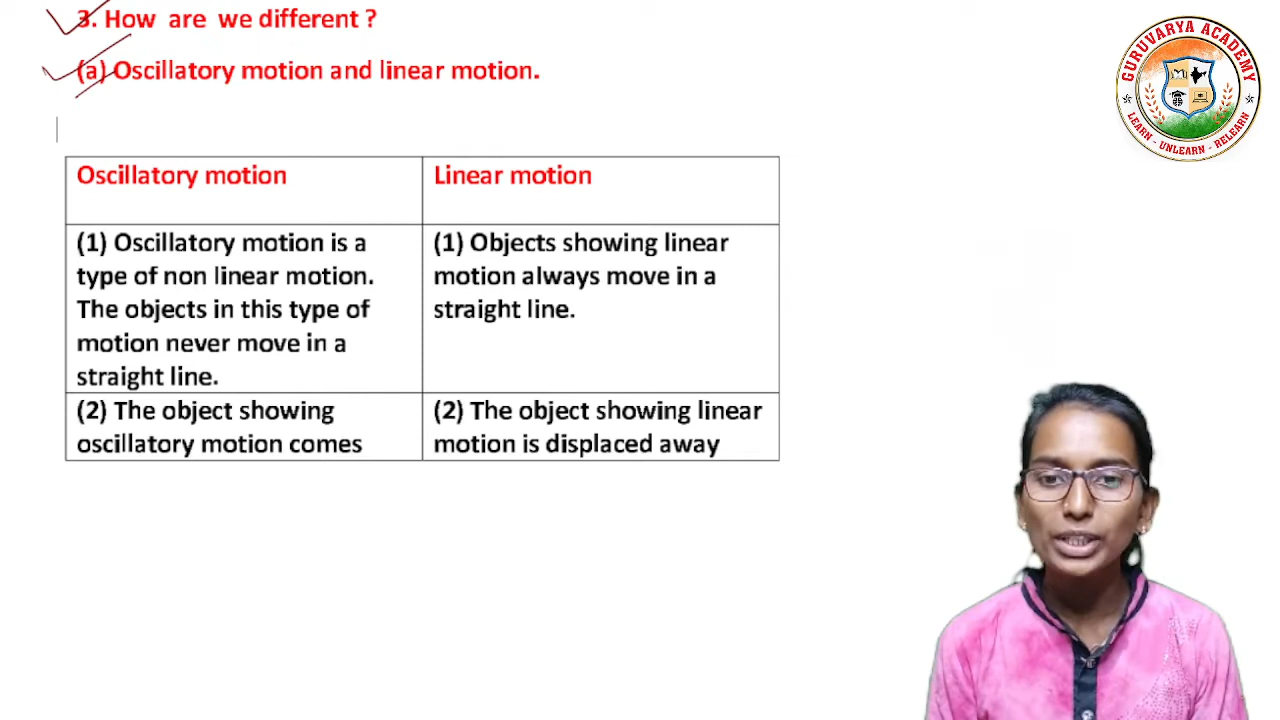 3. How are we different ?
(a) Oscillatory motion and linear motion.
Oscillatory motion
Linear motion
(1) Oscillatory motion is a
type of non linear motion.
The objects in this type of
motion never move in a
straight line.
(1) Objects showing linear
motion always move in a
straight line.
(2) The object showing
oscillatory motion comes
(2) The object showing linear
motion is displaced away
GURUVARYA ACADEMY
LEARN - UNLEARN - RELEARN